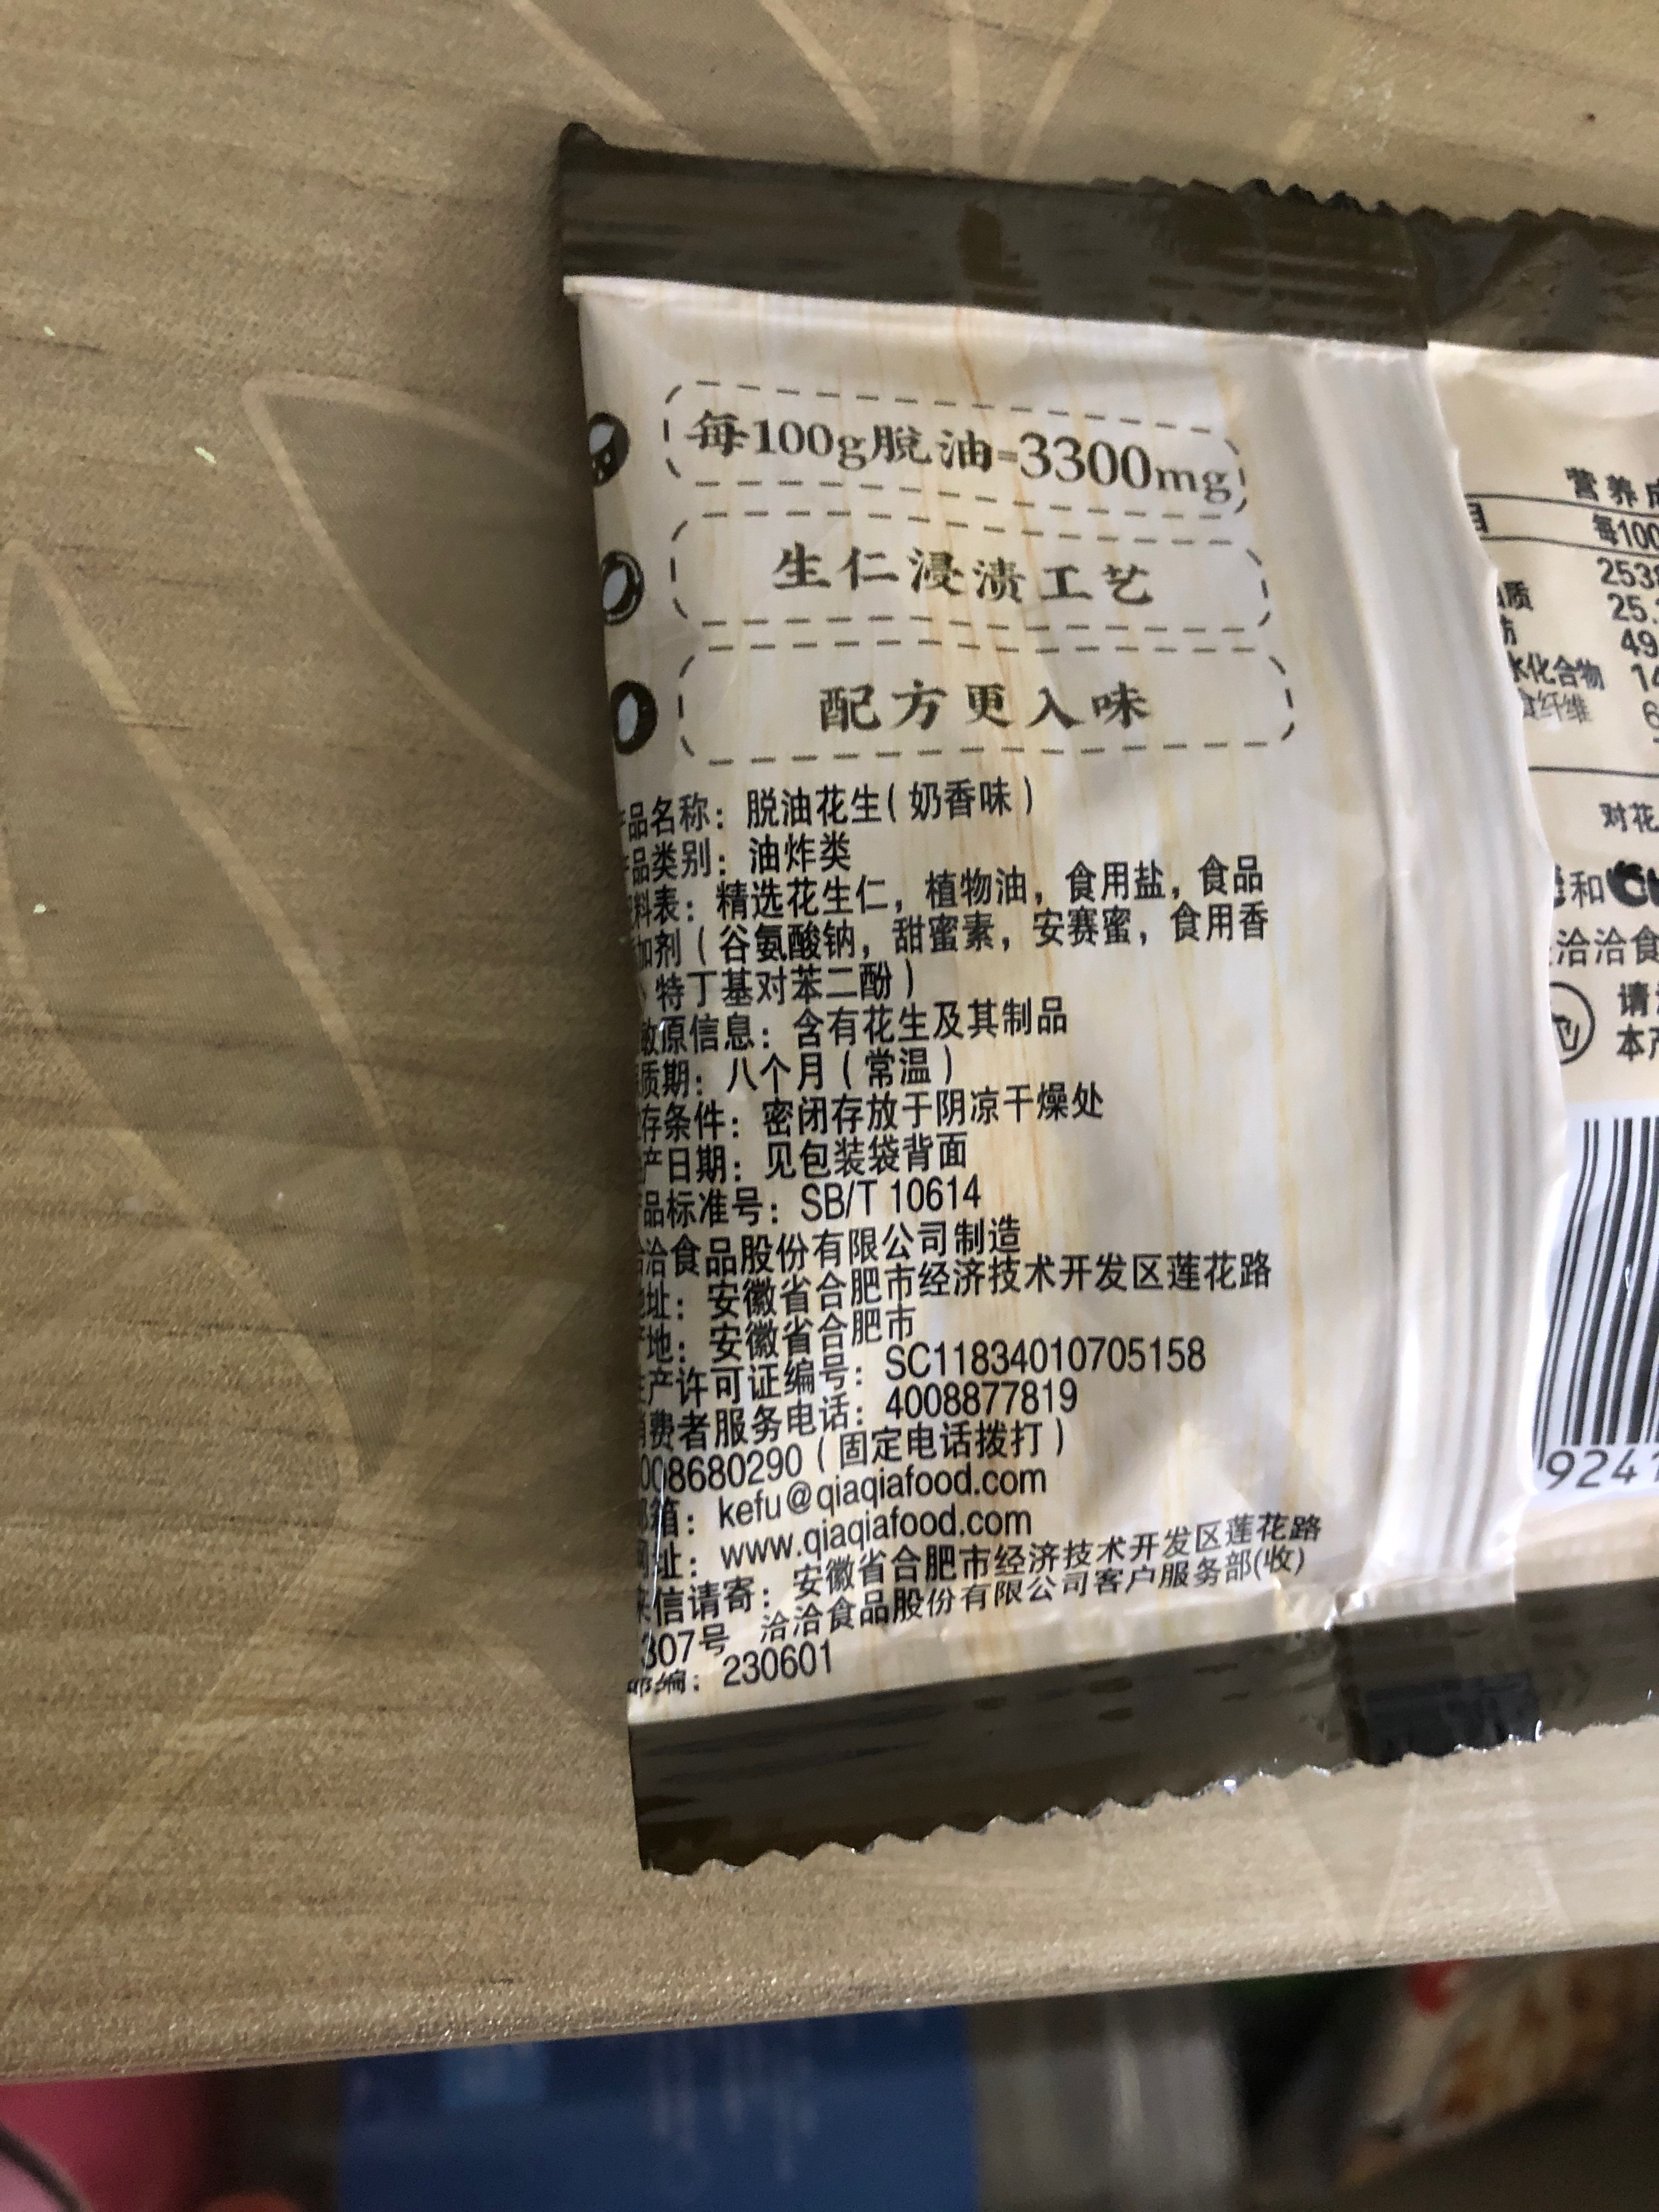 每100g脱油=3300mg
生仁浸渍工艺
配方更入味
品名称：脱油花生(奶香味)
品类别：油炸类
料表：精选花生仁，植物油，食用盐，食品
加剂(谷氨酸钠，甜蜜素，安赛蜜，食用香
特丁基对苯二酚)
敏原信息：含有花生及其制品
质期：八个月(常温)
存条件：密闭存放于阴凉干燥处
产日期：见包装袋背面
品标准号：SB/T 10614
洽食品股份有限公司制造
址：安徽省合肥市经济技术开发区莲花路
地：安徽省合肥市
产许可证编号：SC11834010705158
费者服务电话：4008877819
008680290(固定电话拨打)
箱：kefu@qiaqiafood.com
址：www.qiaqiafood.com
信请寄：安徽省合肥市经济技术开发区莲花路
307号 洽洽食品股份有限公司客户服务部(收)
邮编：230601
营养成
目 每100
253
质 25.
49
水化合物 14
食纤维 6
对花
和
洽洽食
请
本产
9241